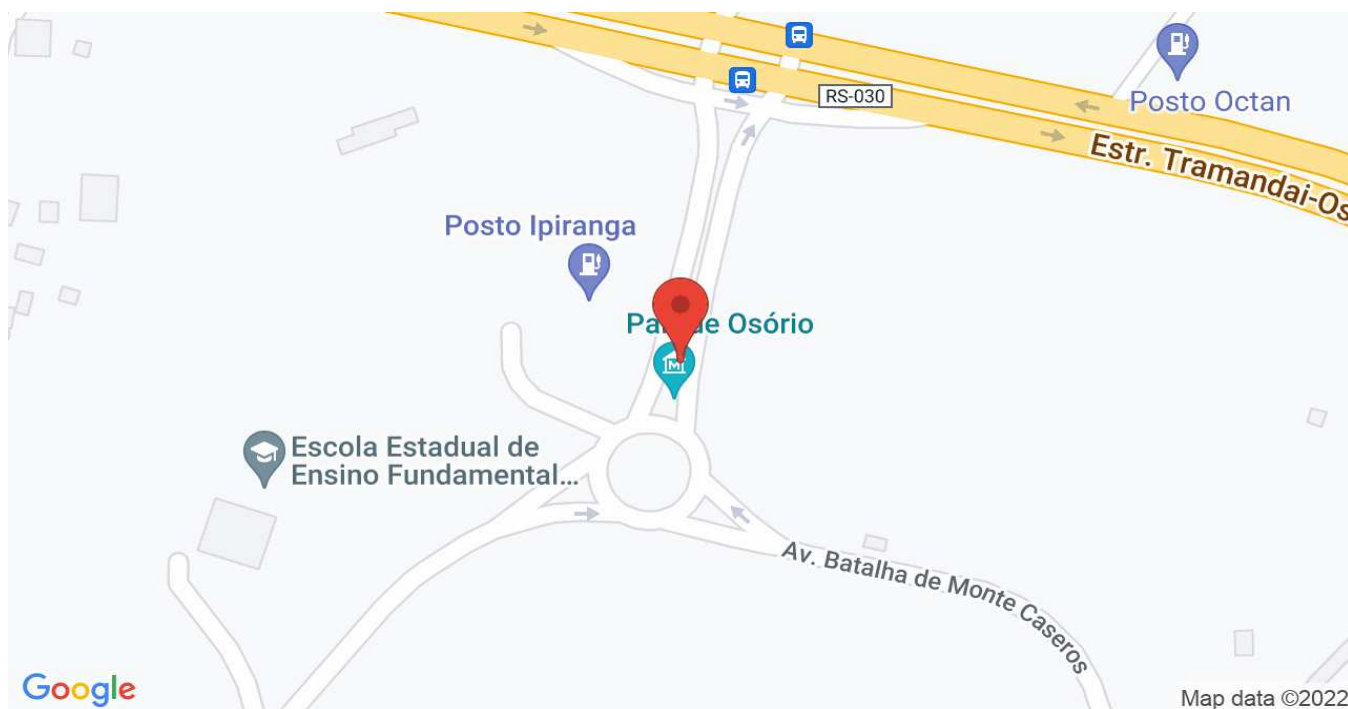 RS-030
Posto Octan
Estr. Tramandai-Os
Posto Ipiranga
Osório
Escola Estadual de
Ensino Fundamental...
Av. Batalha de Monte Caseros
Google
Map data ©2022